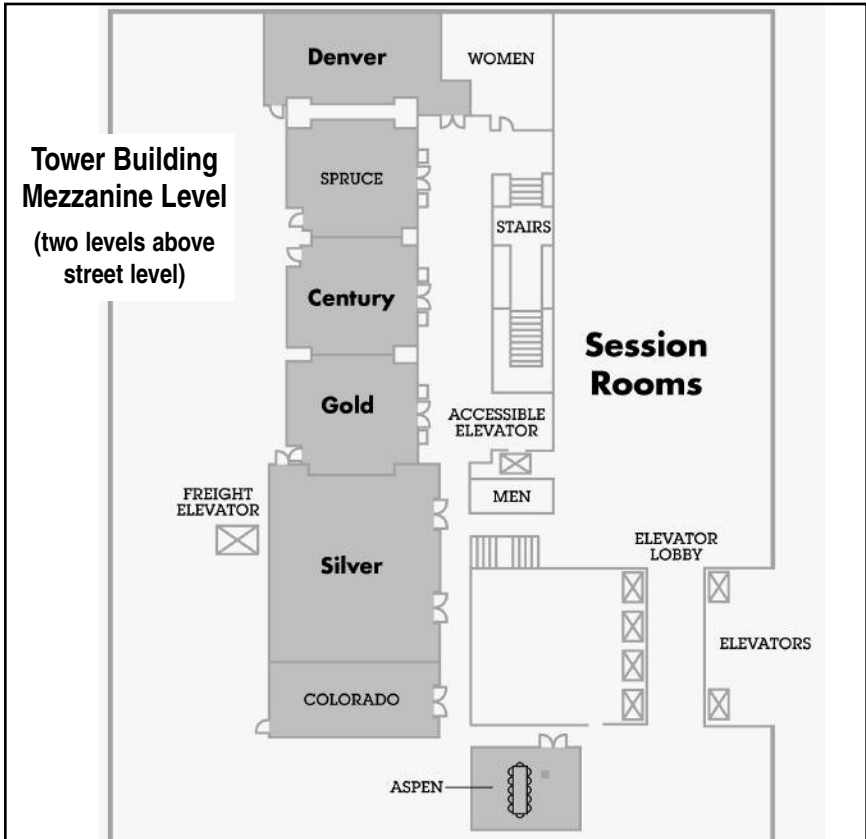 Denver
WOMEN
Tower Building
Mezzanine Level
(two levels above
street level)
SPRUCE
STAIRS
Century
Session
Rooms
Gold
ACCESSIBLE
ELEVATOR
FREIGHT
ELEVATOR
MEN
ELEVATOR
LOBBY
Silver
ELEVATORS
COLORADO
ASPEN